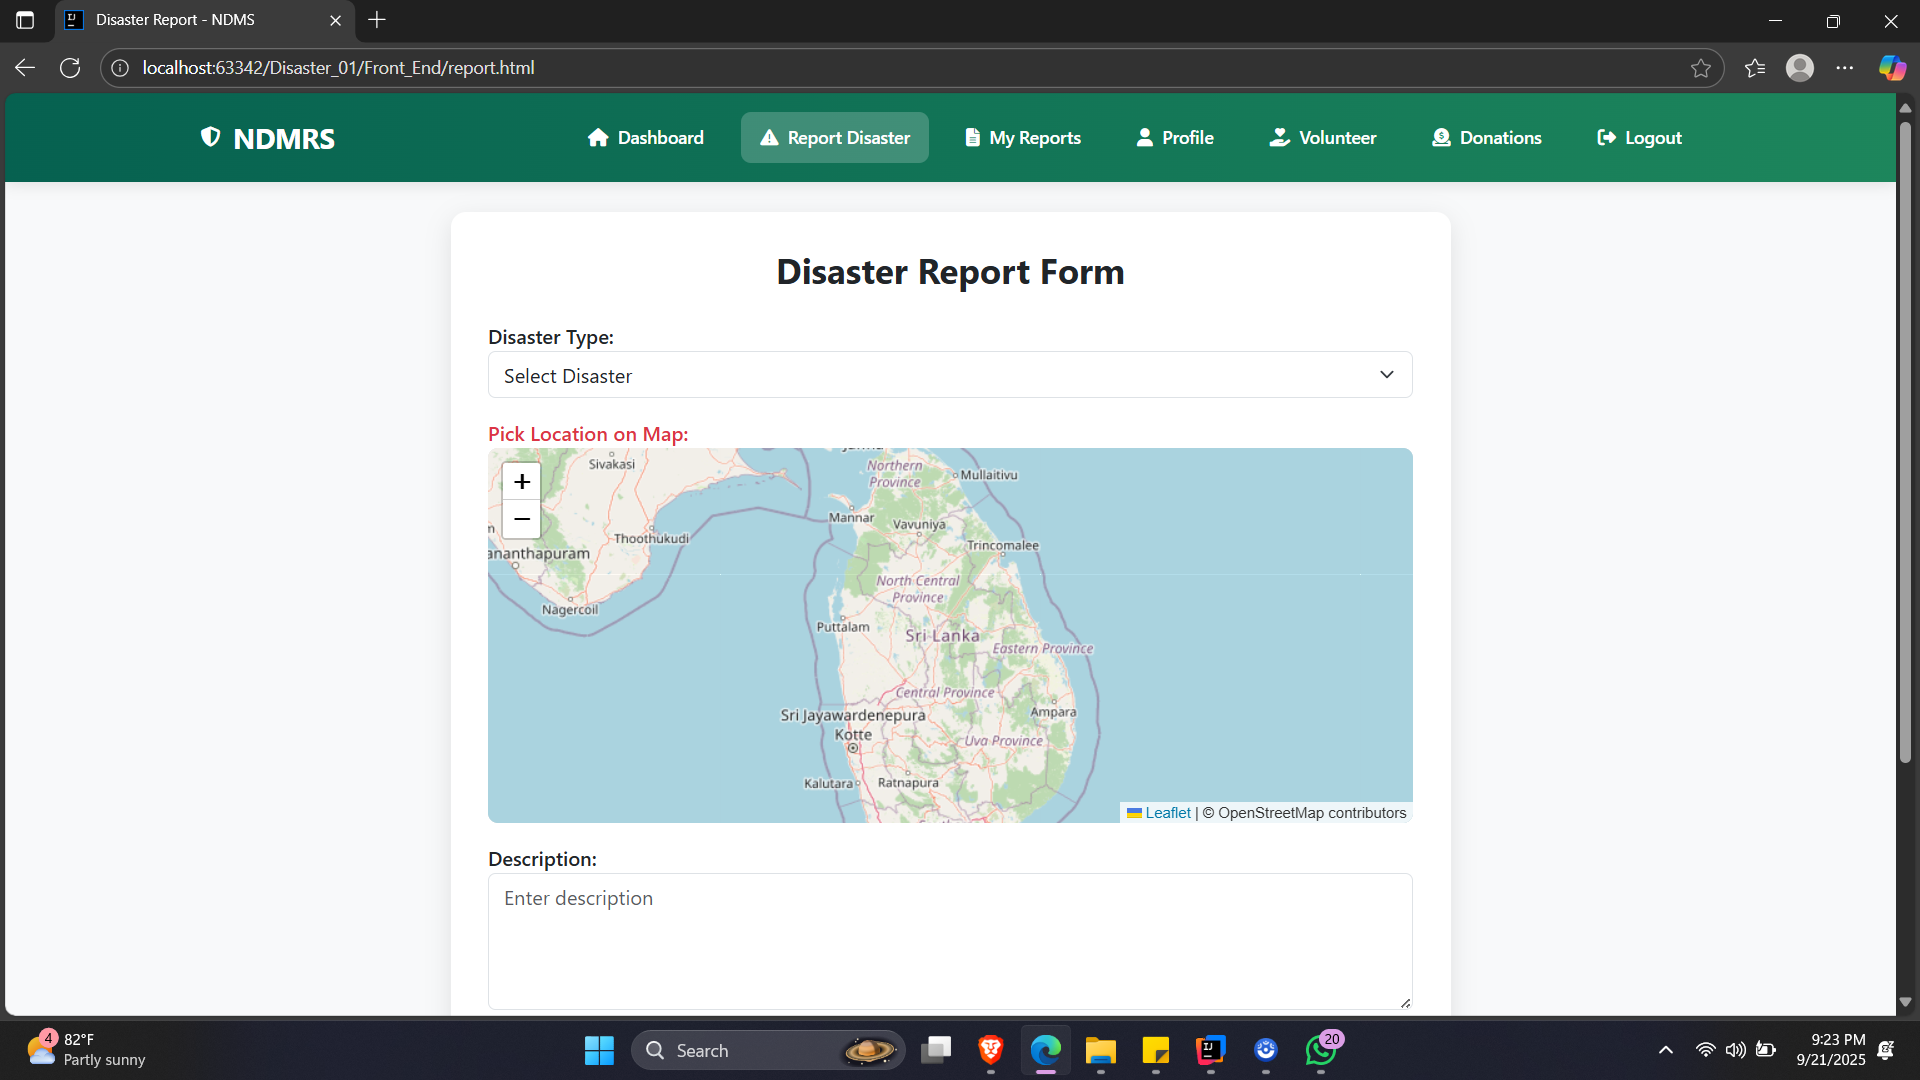 Disaster Report - NDMS
localhost:63342/Disaster_01/Front_End/report.html
NDMRS
Dashboard
Report Disaster
My Reports
Profile
Volunteer
Donations
Logout
Disaster Report Form
Disaster Type:
Select Disaster
Pick Location on Map:
+
−
Sivakasi
Northern
Province
Mullaitivu
Mannar
Vavuniya
Thoothukudi
Trincomalee
ananthapuram
North Central
Province
Nagercoil
Puttalam
Sri Lanka
Eastern Province
Central Province
Sri Jayawardenepura
Kotte
Ampara
Uva Province
Kalutara
Ratnapura
Leaflet | © OpenStreetMap contributors
Description:
Enter description
4
82°F
Partly sunny
Search
IJ
20
9:23 PM
9/21/2025